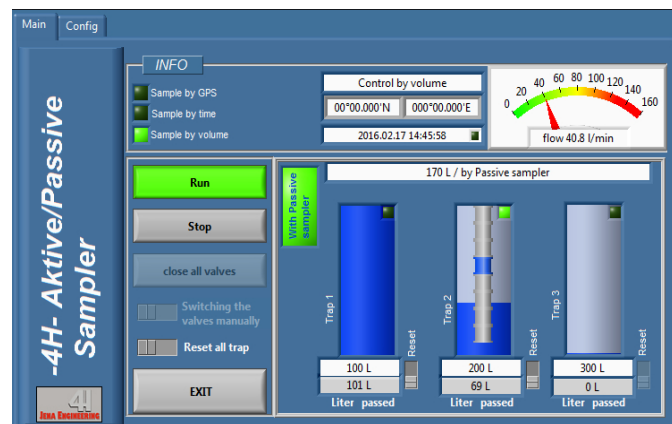 Main
Config
-4H- Aktive/Passive
Sampler
4H
JENA ENGINEERING
INFO
Sample by GPS
Sample by time
Sample by volume
Control by volume
00°00.000'N
000°00.000'E
2016.02.17 14:45:58
0 20 40 60 80 100 120 140 160
flow 40.8 l/min
Run
Stop
close all valves
Switching the
valves manually
Reset all trap
EXIT
With Passive
sampler
170 L / by Passive sampler
Trap 1
Reset
100 L
101 L
Liter passed
Trap 2
Reset
200 L
69 L
Liter passed
Trap 3
Reset
300 L
0 L
Liter passed